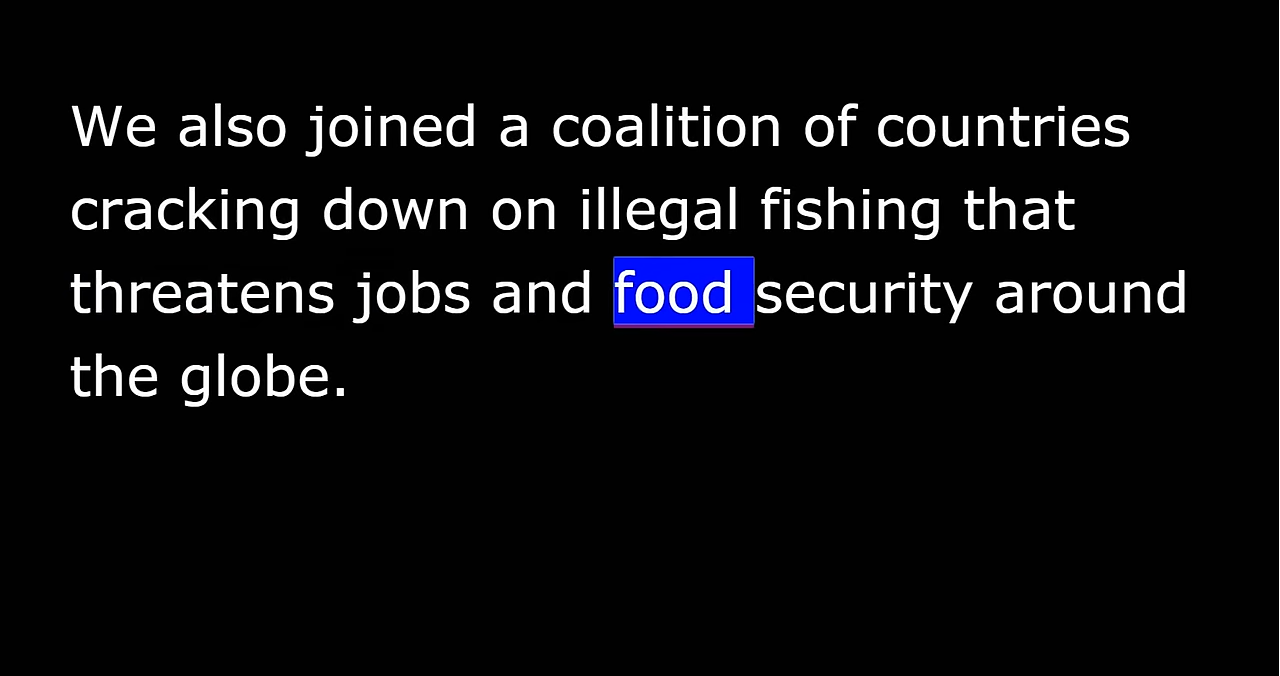 We also joined a coalition of countries
cracking down on illegal fishing that
threatens jobs and food security around
the globe.